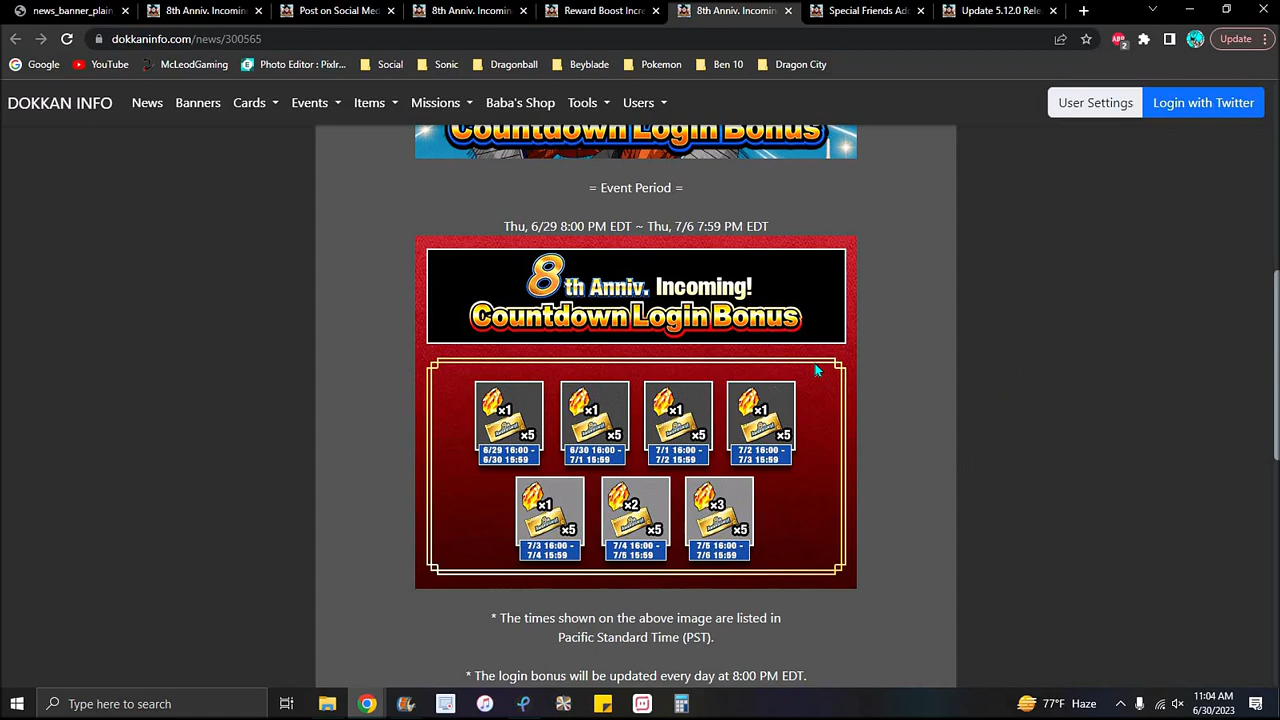 news_banner_plain
8th Anniv. Incomin
Post on Social Med
8th Anniv. Incomin
Reward Boost Incre
8th Anniv. Incomin
Special Friends Ad
Update 5.12.0 Rele
dokkaninfo.com/news/300565
2
Update
Google
YouTube
McLeodGaming
Photo Editor : Pixlr...
Social
Sonic
Dragonball
Beyblade
Pokemon
Ben 10
Dragon City
DOKKAN INFO
News
Banners
Cards
Events
Items
Missions
Baba's Shop
Tools
Users
User Settings
Login with Twitter
Countdown Login Bonus
= Event Period =
Thu, 6/29 8:00 PM EDT ~ Thu, 7/6 7:59 PM EDT
8th Anniv. Incoming!
Countdown Login Bonus
x1
x5
6/29 16:00 -
6/30 15:59
x1
x5
6/30 16:00 -
7/1 15:59
x1
x5
7/1 16:00 -
7/2 15:59
x1
x5
7/2 16:00 -
7/3 15:59
x1
x5
7/3 16:00 -
7/4 15:59
x2
x5
7/4 16:00 -
7/5 15:59
x3
x5
7/5 16:00 -
7/6 15:59
* The times shown on the above image are listed in
Pacific Standard Time (PST).
* The login bonus will be updated every day at 8:00 PM EDT.
Type here to search
77°F Haze
11:04 AM
6/30/2023